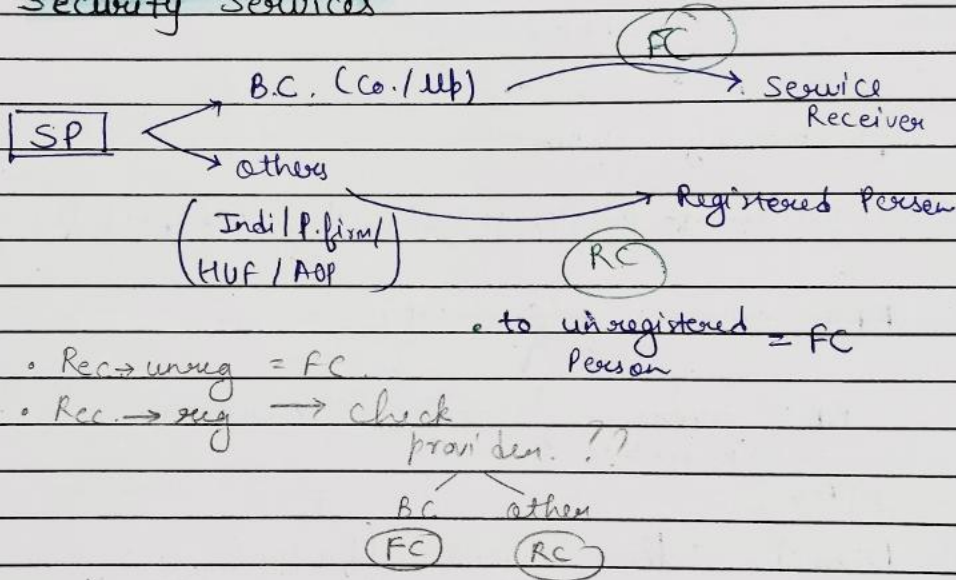 Security Services
FC
B.C. (Co./llp) Service
Receiver
SP
others
Registered Person
(Indi/P.firm/
HUF/AOP)
RC
• to unregistered = FC
Person
• Rec→unreg = FC.
• Rec.→reg → check
provider. ??
BC other
FC RC